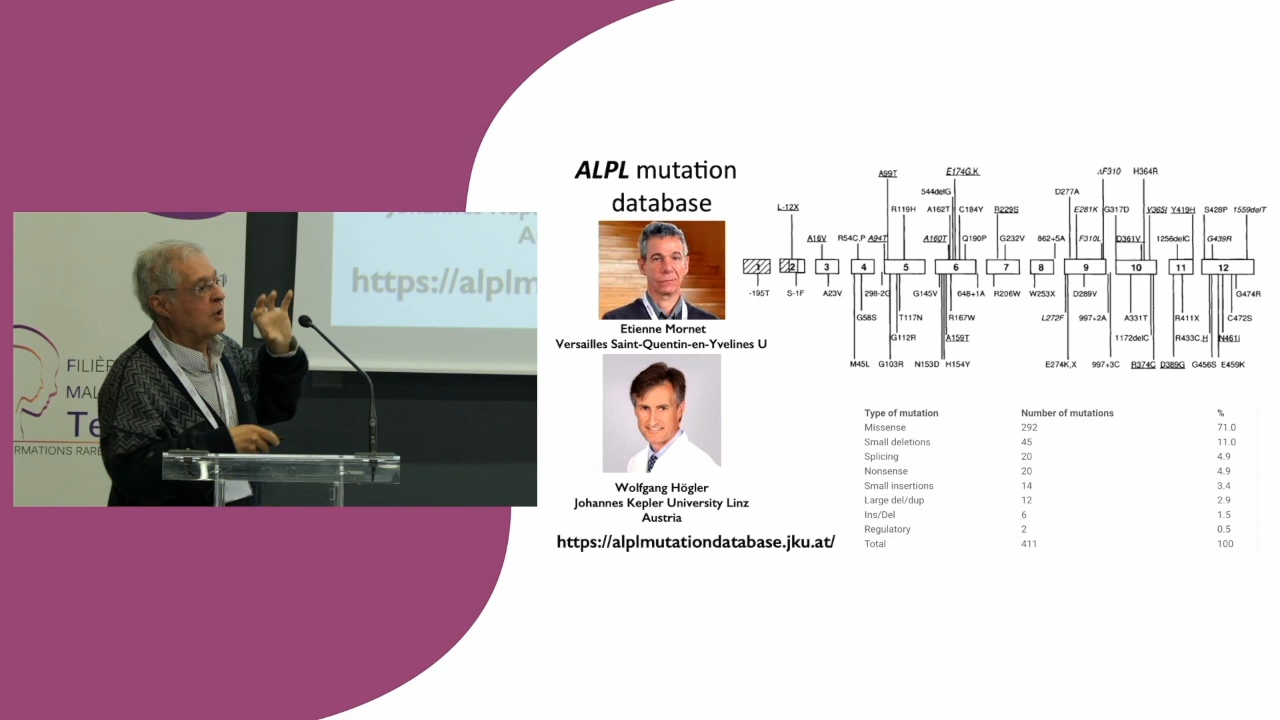 ALPL mutation
database
Etienne Mornet
Versailles Saint-Quentin-en-Yvelines U
Wolfgang Högler
Johannes Kepler University Linz
Austria
https://alplmutationdatabase.jku.at/
A99T E174G,K ΔF310 H364R
544delG D277A
L-12X R119H A162T C184Y R229S E281K G317D V365I Y419H S428P 1559delT
A16V R54C,P A94T A160T Q190P G232V 862+5A F310L D361V 1256delC G439R
1 2 3 4 5 6 7 8 9 10 11 12
-195T S-1F A23V 298-2G G145V 648+1A R206W W253X D289V G474R
G58S T117N R167W L272F 997+2A A331T R411X C472S
G112R A159T 1172delC R433C,H N461I
M45L G103R N153D H154Y E274K,X 997+3C R374C D389G G456S E459K
Type of mutation Number of mutations %
Missense 292 71.0
Small deletions 45 11.0
Splicing 20 4.9
Nonsense 20 4.9
Small insertions 14 3.4
Large del/dup 12 2.9
Ins/Del 6 1.5
Regulatory 2 0.5
Total 411 100
https://alplm
FILIÈ
MAL
Te
RMATIONS RARE